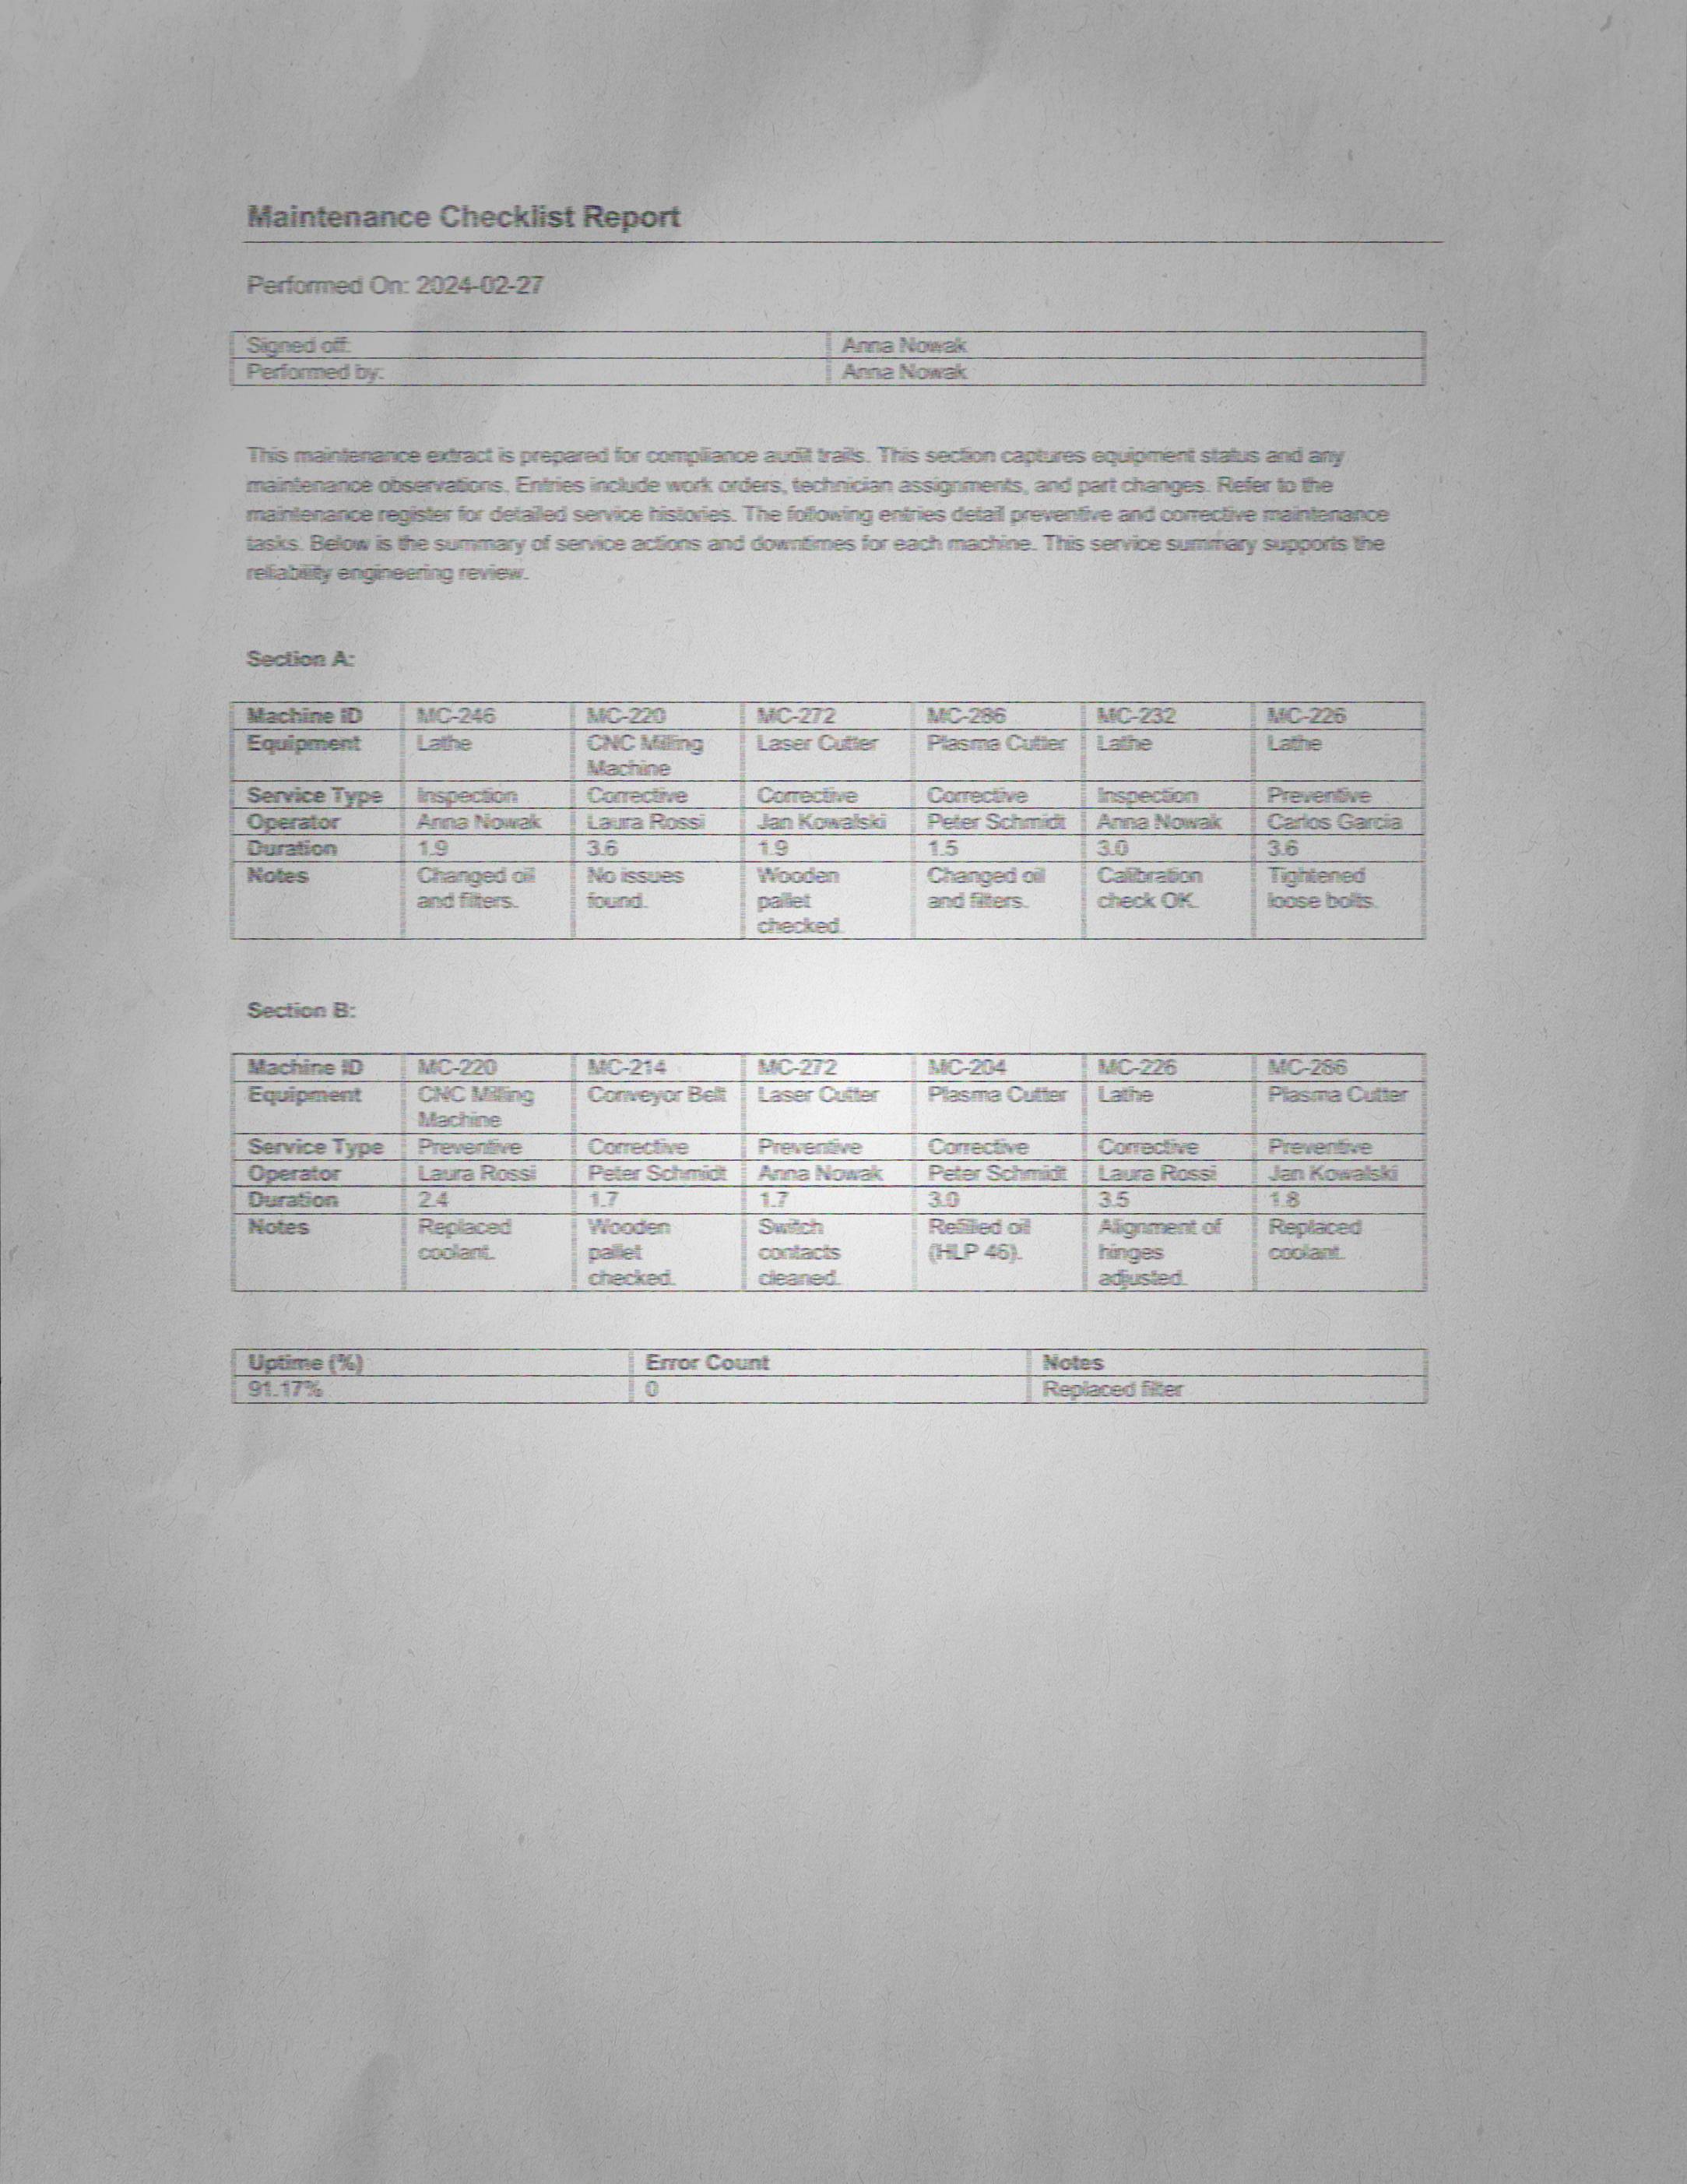 Maintenance Checklist Report
Performed On: 2024-02-27
Signed off: Anna Nowak
Performed by: Anna Nowak
This maintenance extract is prepared for compliance audit trails. This section captures equipment status and any
maintenance observations. Entries include work orders, technician assignments, and part changes. Refer to the
maintenance register for detailed service histories. The following entries detail preventive and corrective maintenance
tasks. Below is the summary of service actions and downtimes for each machine. This service summary supports the
reliability engineering review.
Section A:
Machine ID MC-246 MC-220 MC-272 MC-286 MC-232 MC-226
Equipment Lathe CNC Milling Laser Cutter Plasma Cutter Lathe Lathe
Machine
Service Type Inspection Corrective Corrective Corrective Inspection Preventive
Operator Anna Nowak Laura Rossi Jan Kowalski Peter Schmidt Anna Nowak Carlos Garcia
Duration 1.9 3.6 1.9 1.5 3.0 3.6
Notes Changed oil No issues Wooden Changed oil Calibration Tightened
and filters. found. pallet and filters. check OK. loose bolts.
checked.
Section B:
Machine ID MC-220 MC-214 MC-272 MC-204 MC-226 MC-286
Equipment CNC Milling Conveyor Belt Laser Cutter Plasma Cutter Lathe Plasma Cutter
Machine
Service Type Preventive Corrective Preventive Corrective Corrective Preventive
Operator Laura Rossi Peter Schmidt Anna Nowak Peter Schmidt Laura Rossi Jan Kowalski
Duration 2.4 1.7 1.7 3.0 3.5 1.8
Notes Replaced Wooden Switch Refilled oil Alignment of Replaced
coolant. pallet contacts (HLP 46). hinges coolant.
checked. cleaned. adjusted.
Uptime (%) Error Count Notes
91.17% 0 Replaced filter